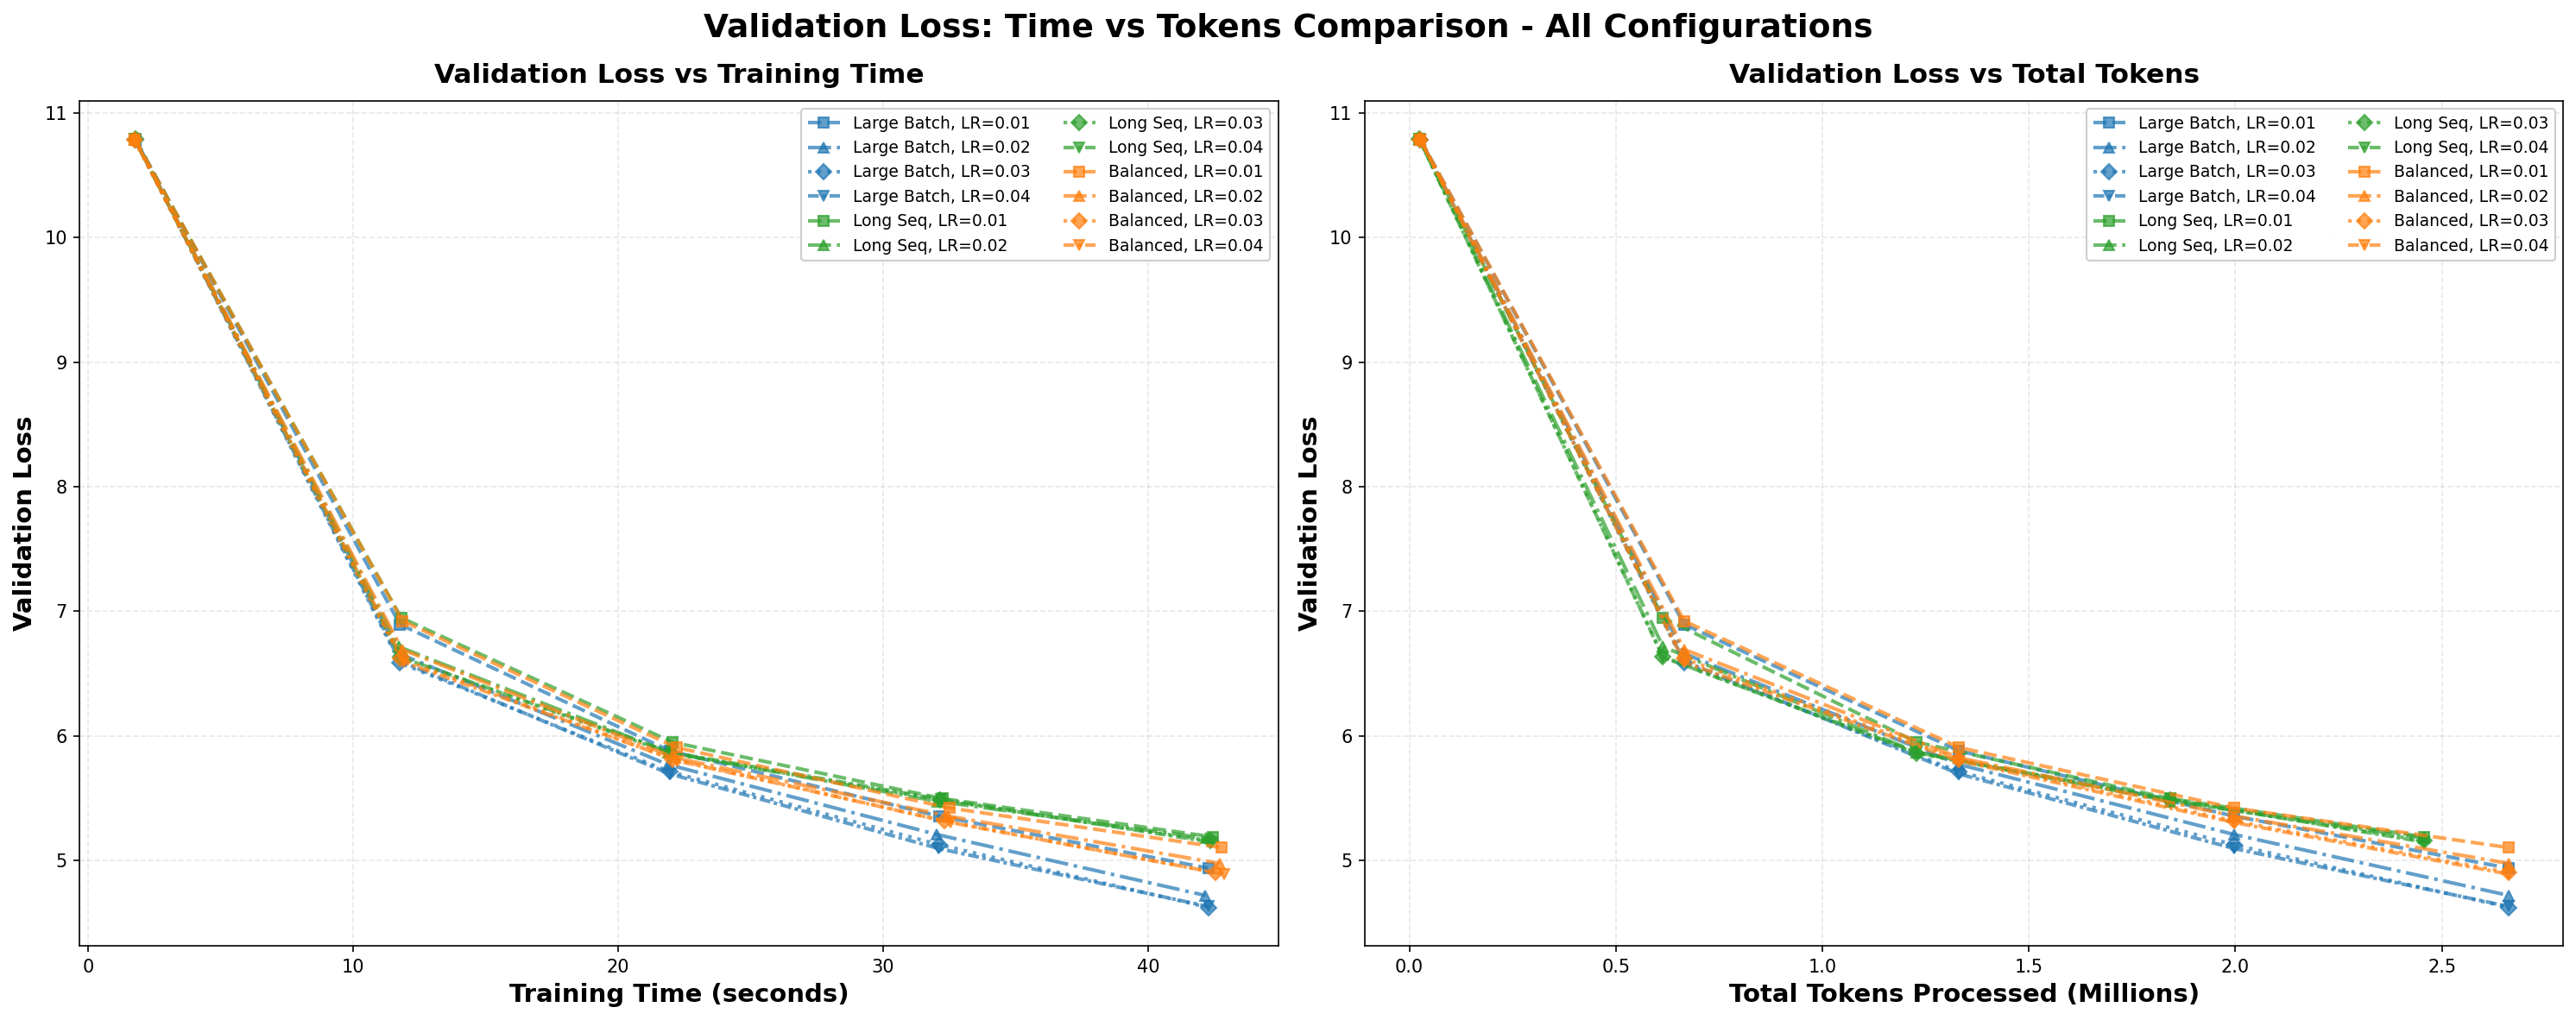 Validation Loss: Time vs Tokens Comparison - All Configurations
Validation Loss vs Training Time
11
10
9
8
7
6
5
Validation Loss
0
10
20
30
40
Training Time (seconds)
Large Batch, LR=0.01
Large Batch, LR=0.02
Large Batch, LR=0.03
Large Batch, LR=0.04
Long Seq, LR=0.01
Long Seq, LR=0.02
Long Seq, LR=0.03
Long Seq, LR=0.04
Balanced, LR=0.01
Balanced, LR=0.02
Balanced, LR=0.03
Balanced, LR=0.04
Validation Loss vs Total Tokens
11
10
9
8
7
6
5
Validation Loss
0.0
0.5
1.0
1.5
2.0
2.5
Total Tokens Processed (Millions)
Large Batch, LR=0.01
Large Batch, LR=0.02
Large Batch, LR=0.03
Large Batch, LR=0.04
Long Seq, LR=0.01
Long Seq, LR=0.02
Long Seq, LR=0.03
Long Seq, LR=0.04
Balanced, LR=0.01
Balanced, LR=0.02
Balanced, LR=0.03
Balanced, LR=0.04